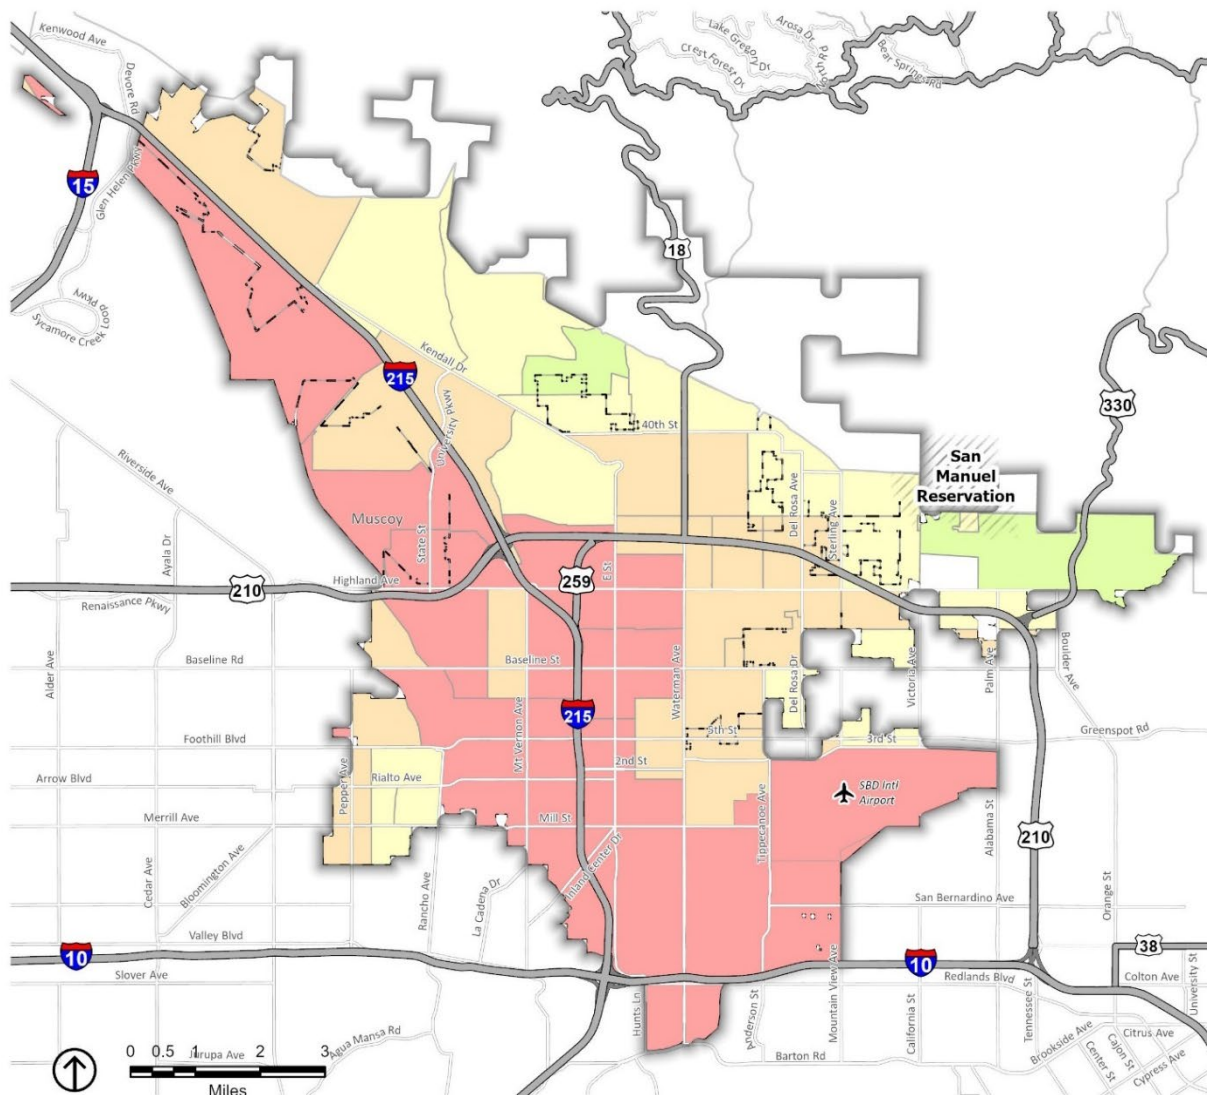 Kenwood Ave
Devore Rd
Glen Helen Pkwy
15
Sycamore Creek Loop
Pkwy
Lake Gregory Dr
Arosa Dr
Crest Forest Dr
North Rd
Bear Springs Rd
18
330
Kendall Dr
215
University Pkwy
40th St
San
Manuel
Reservation
Riverside Ave
Ayala Dr
Muscoy
State St
Del Rosa Ave
Sterling Ave
Highland Ave
210
Renaissance Pkwy
259
E St
Baseline Rd
Baseline St
Alder Ave
Waterman Ave
Del Rosa Dr
Victoria Ave
Palm Ave
Boulder Ave
215
Mt Vernon Ave
5th St
3rd St
Greenspot Rd
Foothill Blvd
2nd St
Arrow Blvd
Rialto Ave
Pepper Ave
SBD Intl
Airport
Merrill Ave
Mill St
Tippecanoe Ave
Alabama St
210
Inland Center Dr
Cedar Ave
Bloomington Ave
Rancho Ave
La Cadena Dr
San Bernardino Ave
Orange St
Valley Blvd
10
10
38
Slover Ave
Redlands Blvd
Colton Ave
University St
Hunts Ln
Anderson St
Mountain View Ave
California St
Tennessee St
Agua Mansa Rd
Jurupa Ave
Barton Rd
Brookside Ave
Citrus Ave
Cajon St
Center St
Cypress Ave
0 0.5 1 2 3
Miles